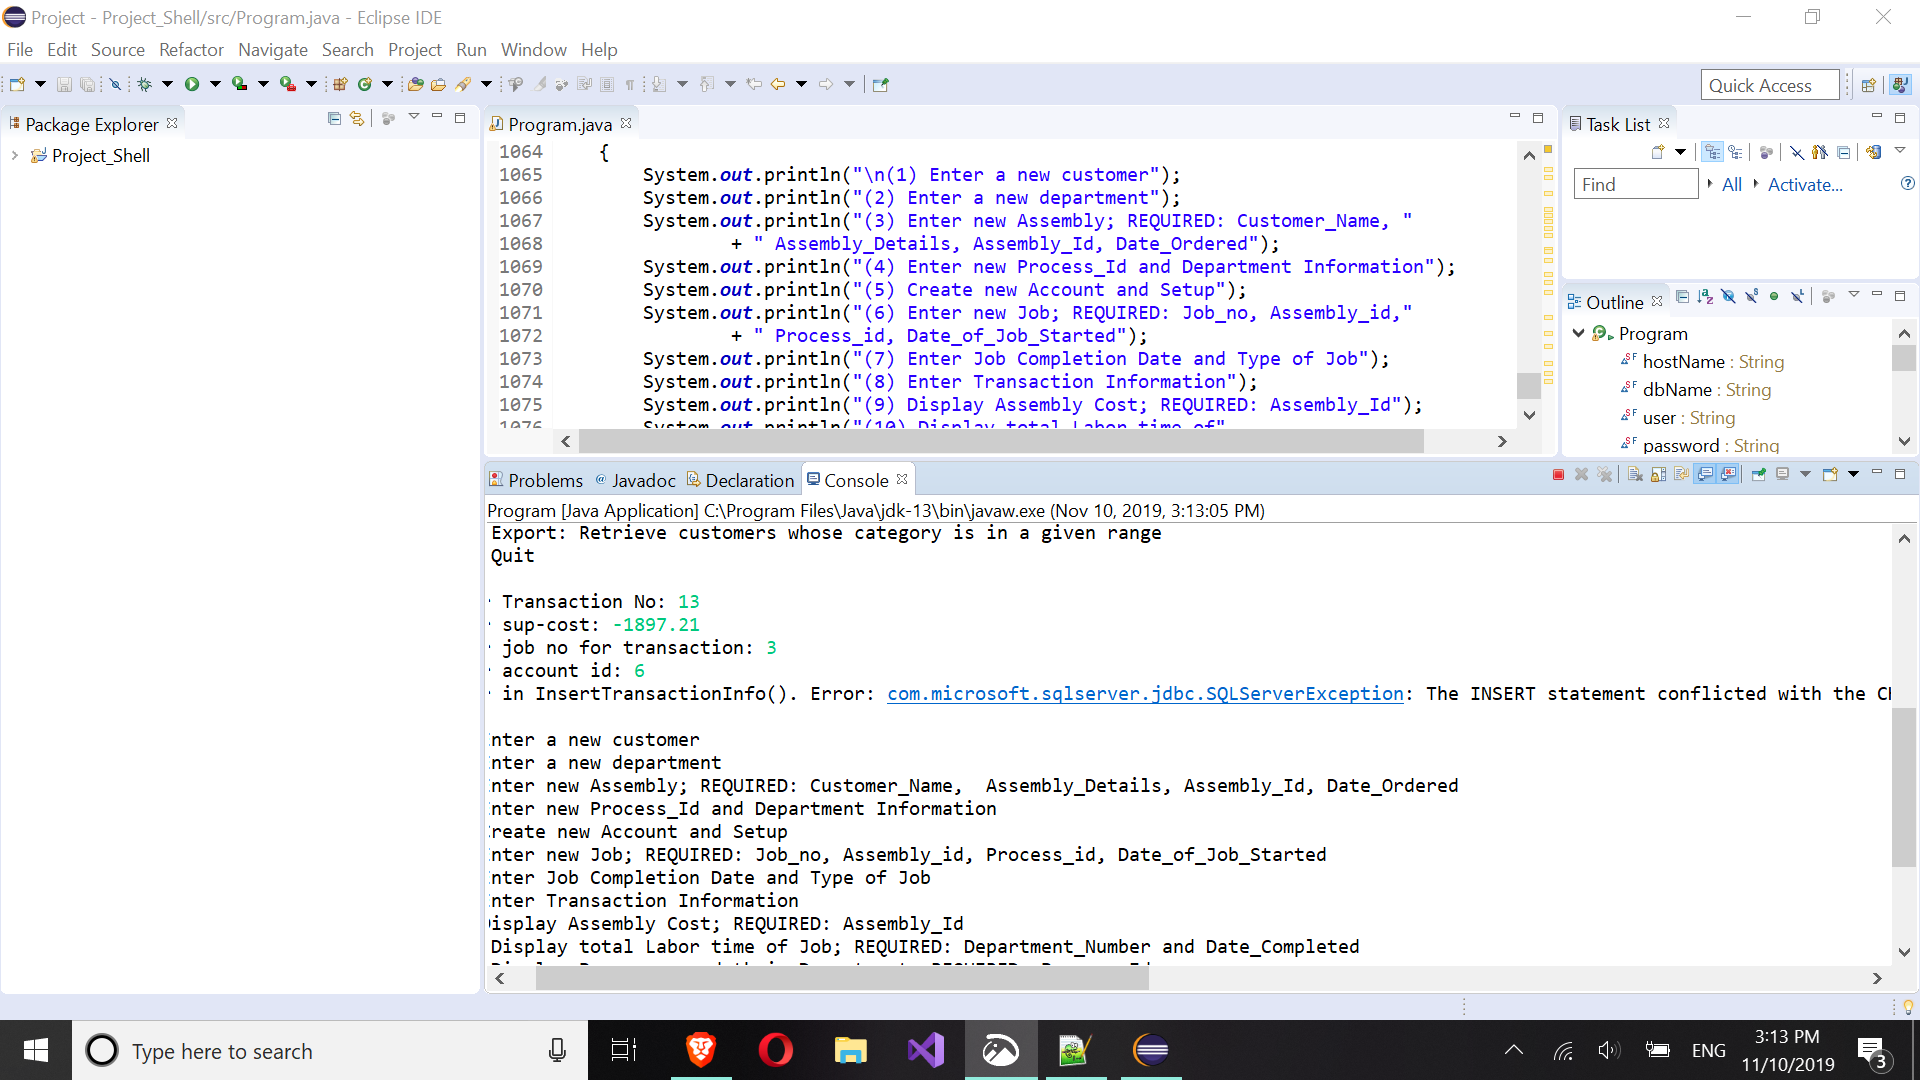 Project - Project_Shell/src/Program.java - Eclipse IDE
File Edit Source Refactor Navigate Search Project Run Window Help
Quick Access
Package Explorer
Project_Shell
Program.java
1064 {
1065 System.out.println("\n(1) Enter a new customer");
1066 System.out.println("(2) Enter a new department");
1067 System.out.println("(3) Enter new Assembly; REQUIRED: Customer_Name, "
1068 + " Assembly_Details, Assembly_Id, Date_Ordered");
1069 System.out.println("(4) Enter new Process_Id and Department Information");
1070 System.out.println("(5) Create new Account and Setup");
1071 System.out.println("(6) Enter new Job; REQUIRED: Job_no, Assembly_id,"
1072 + " Process_id, Date_of_Job_Started");
1073 System.out.println("(7) Enter Job Completion Date and Type of Job");
1074 System.out.println("(8) Enter Transaction Information");
1075 System.out.println("(9) Display Assembly Cost; REQUIRED: Assembly_Id");
1076 System.out.println("(10) Display total Labor time of"
Task List
Find All Activate...
Outline
Program
hostName : String
dbName : String
user : String
password : String
Problems Javadoc Declaration Console
Program [Java Application] C:\Program Files\Java\jdk-13\bin\javaw.exe (Nov 10, 2019, 3:13:05 PM)
Export: Retrieve customers whose category is in a given range
Quit
Transaction No: 13
sup-cost: -1897.21
job no for transaction: 3
account id: 6
in InsertTransactionInfo(). Error: com.microsoft.sqlserver.jdbc.SQLServerException: The INSERT statement conflicted with the
nter a new customer
nter a new department
nter new Assembly; REQUIRED: Customer_Name,  Assembly_Details, Assembly_Id, Date_Ordered
nter new Process_Id and Department Information
reate new Account and Setup
nter new Job; REQUIRED: Job_no, Assembly_id, Process_id, Date_of_Job_Started
nter Job Completion Date and Type of Job
nter Transaction Information
isplay Assembly Cost; REQUIRED: Assembly_Id
Display total Labor time of Job; REQUIRED: Department_Number and Date_Completed
Type here to search
ENG
3:13 PM
11/10/2019
3